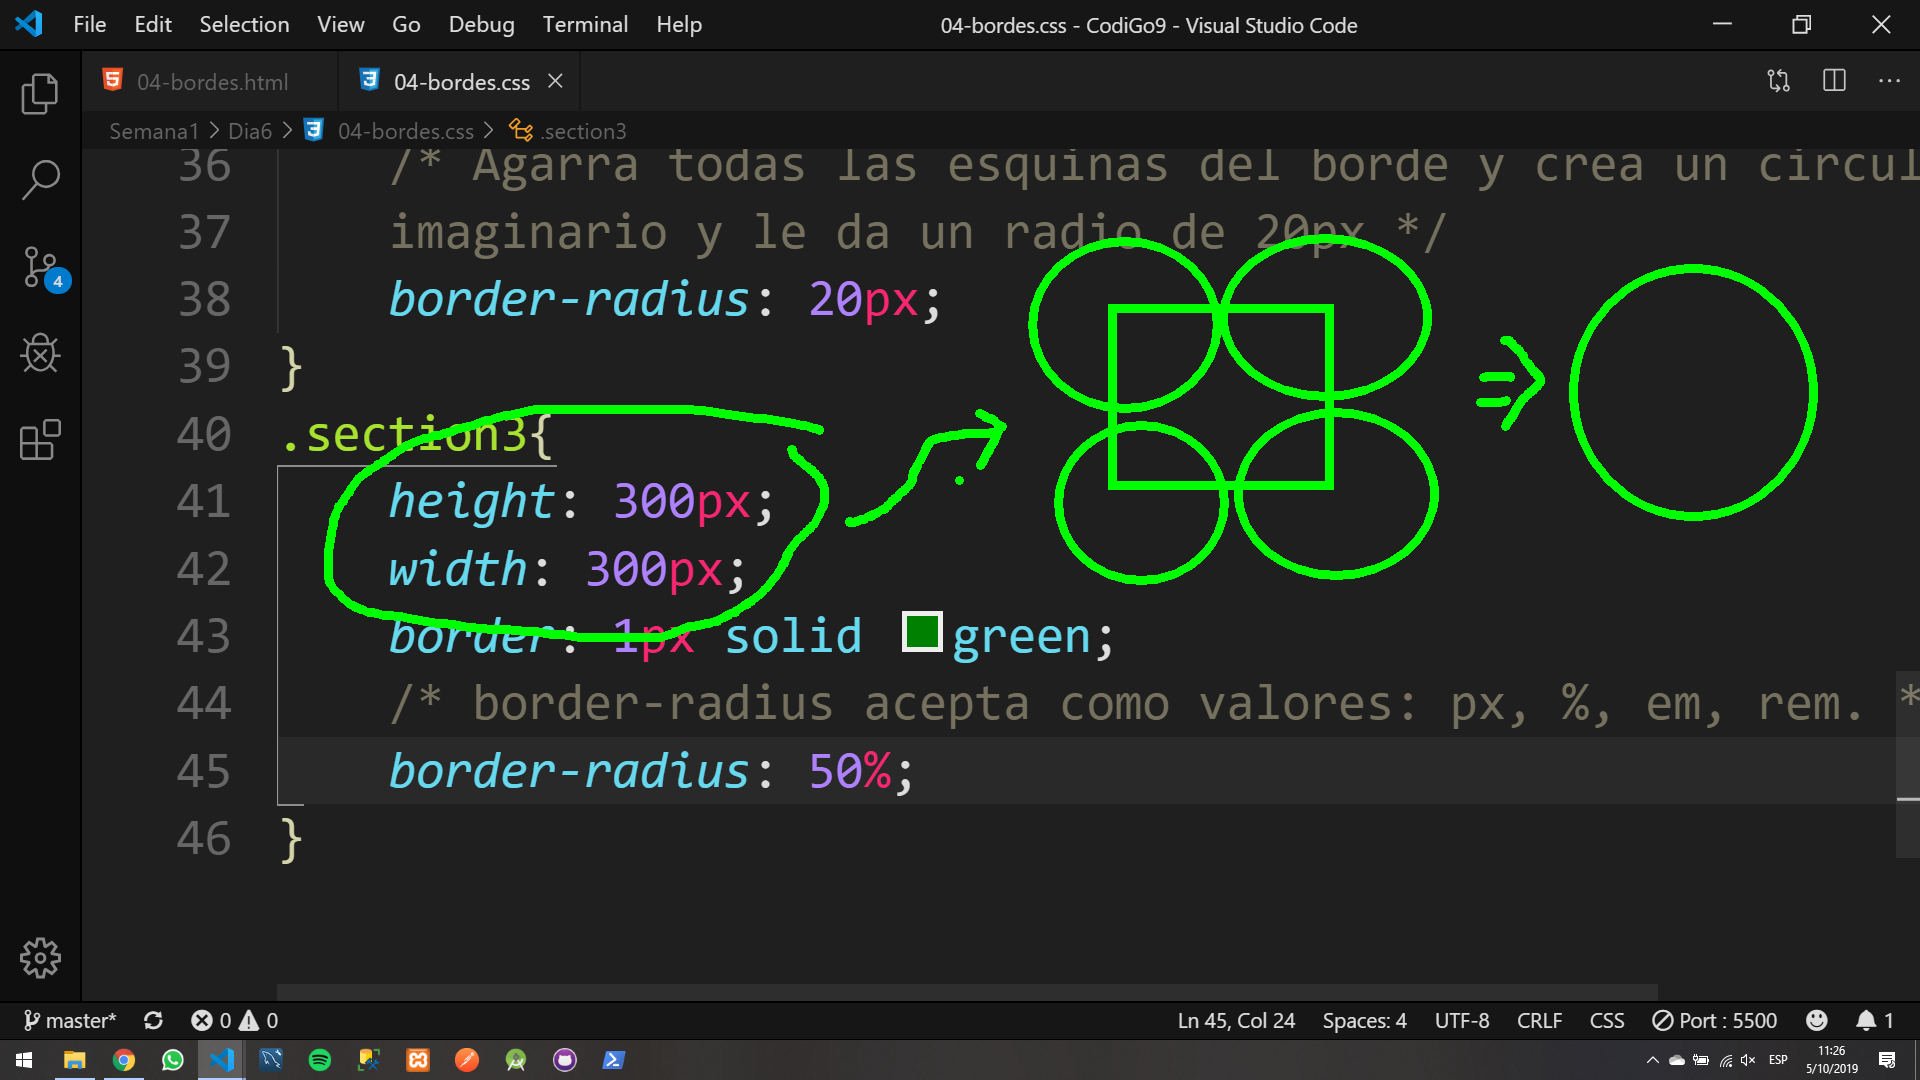 File Edit Selection View Go Debug Terminal Help 04-bordes.css - CodiGo9 - Visual Studio Code
04-bordes.html 04-bordes.css
Semana1 > Dia6 > 04-bordes.css > .section3
36 /* Agarra todas las esquinas del borde y crea un circul
37 imaginario y le da un radio de 20px */
38 border-radius: 20px;
39 }
40 .section3{
41 height: 300px;
42 width: 300px;
43 border: 1px solid green;
44 /* border-radius acepta como valores: px, %, em, rem. *
45 border-radius: 50%;
46 }
4
master* 0 0 Ln 45, Col 24 Spaces: 4 UTF-8 CRLF CSS Port : 5500 1
ESP 11:26
5/10/2019